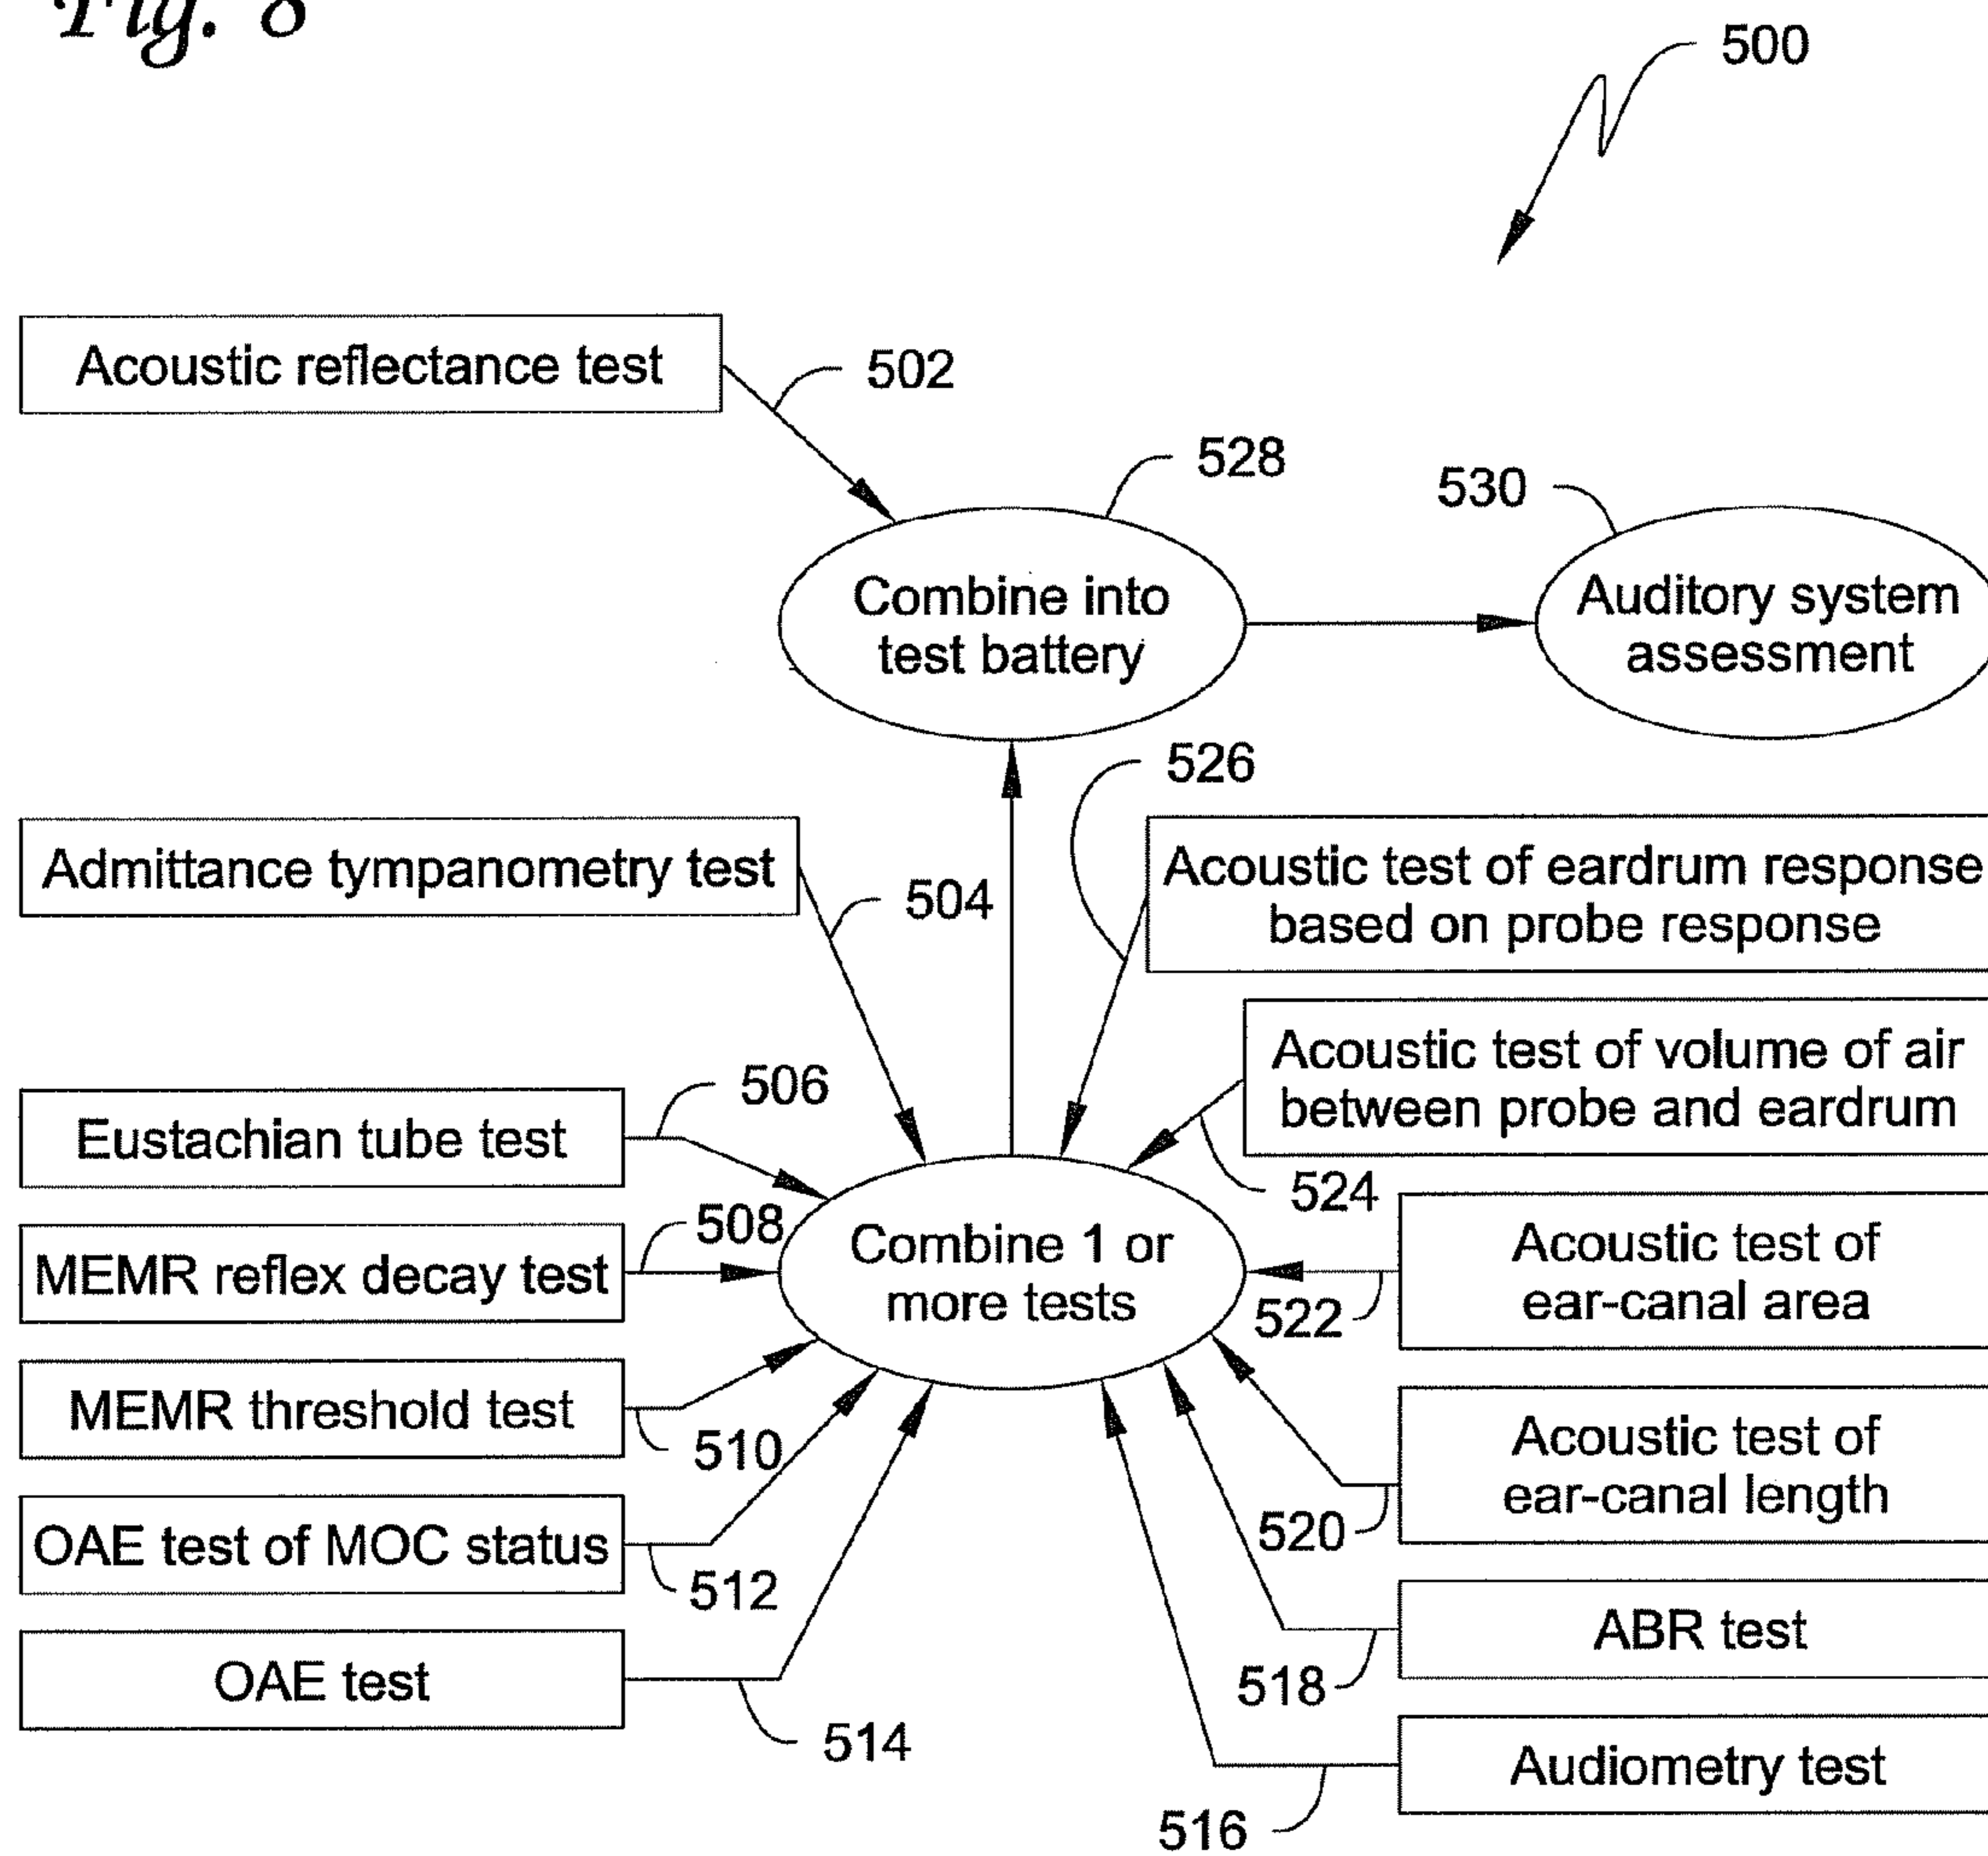 Fig. 8
500
Acoustic reflectance test
502
528
530
Combine into
test battery
Auditory system
assessment
526
Admittance tympanometry test
504
Acoustic test of eardrum response
based on probe response
Acoustic test of volume of air
between probe and eardrum
506
Eustachian tube test
524
508
MEMR reflex decay test
Combine 1 or
more tests
Acoustic test of
ear-canal area
522
MEMR threshold test
510
Acoustic test of
ear-canal length
520
OAE test of MOC status
512
ABR test
518
OAE test
514
Audiometry test
516